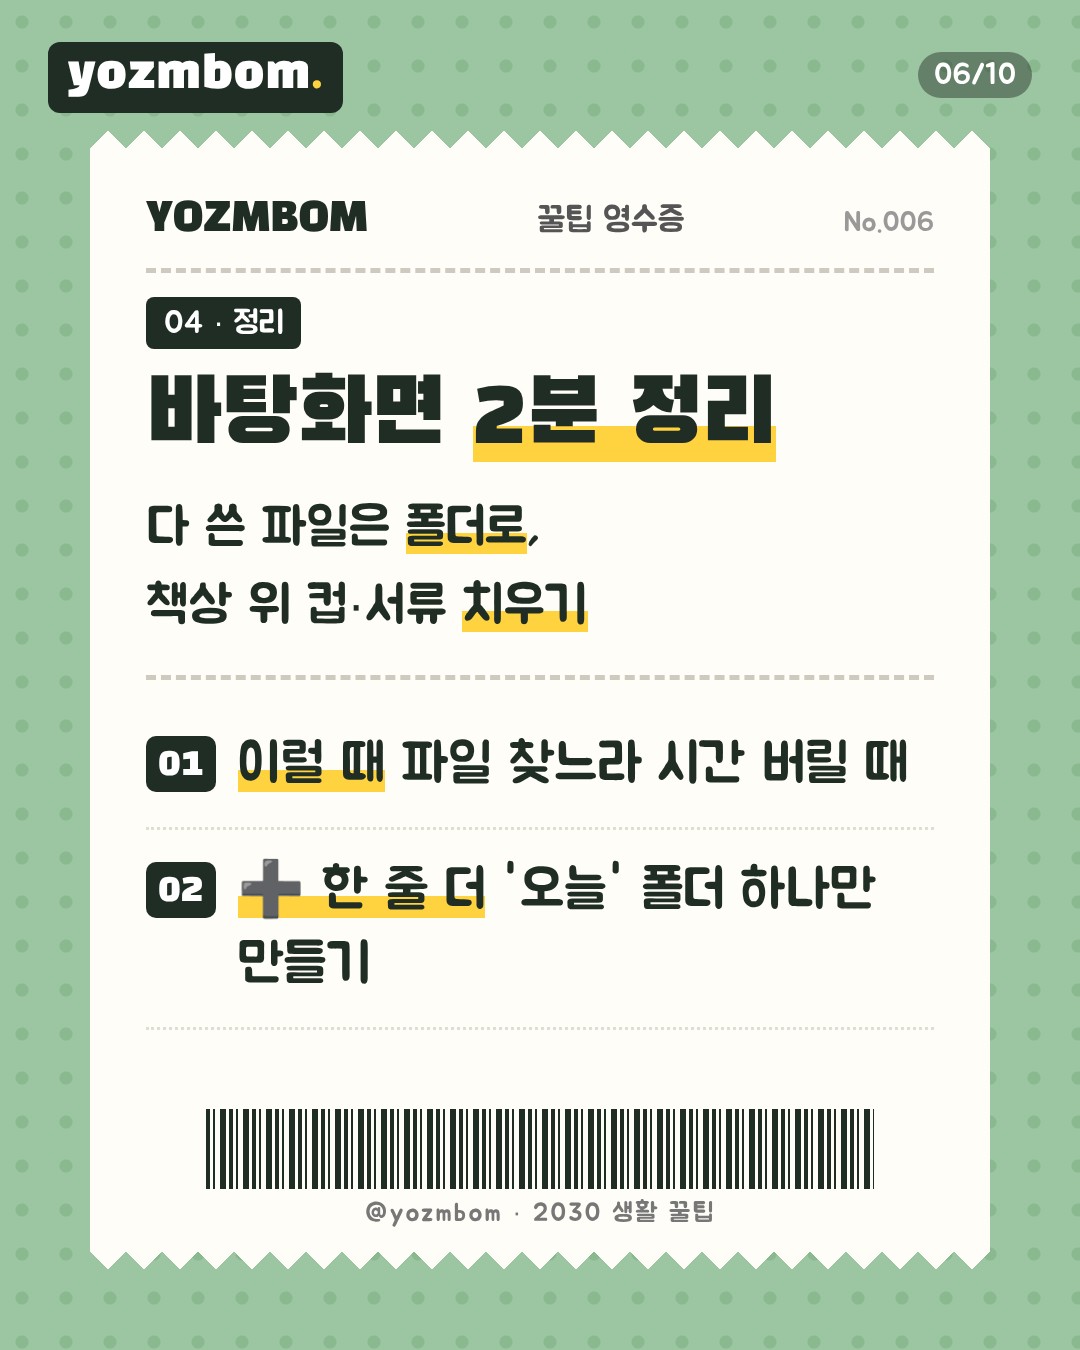 yozmbom.
06/10
YOZMBOM
꿀팁 영수증
No.006
04 · 정리
바탕화면 2분 정리
다 쓴 파일은 폴더로,
책상 위 컵·서류 치우기
01 이럴 때 파일 찾느라 시간 버릴 때
02 ➕ 한 줄 더 '오늘' 폴더 하나만
만들기
@yozmbom · 2030 생활 꿀팁